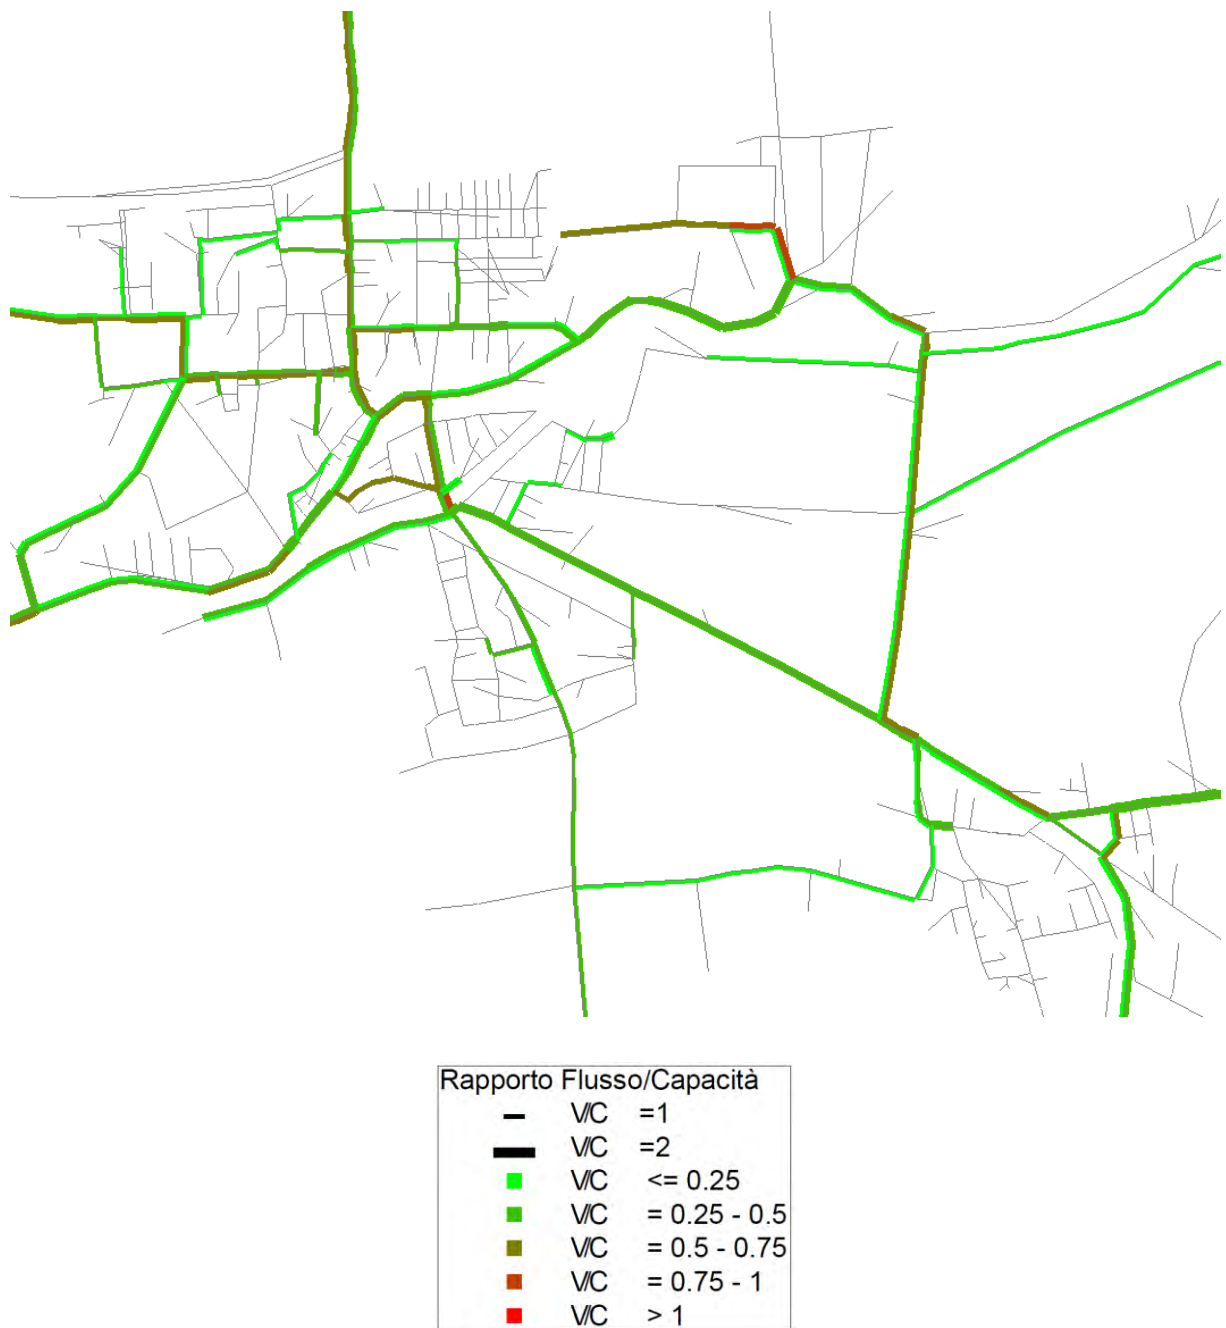 Rapporto Flusso/Capacità
V/C =1
V/C =2
V/C <= 0.25
V/C = 0.25 - 0.5
V/C = 0.5 - 0.75
V/C = 0.75 - 1
V/C > 1